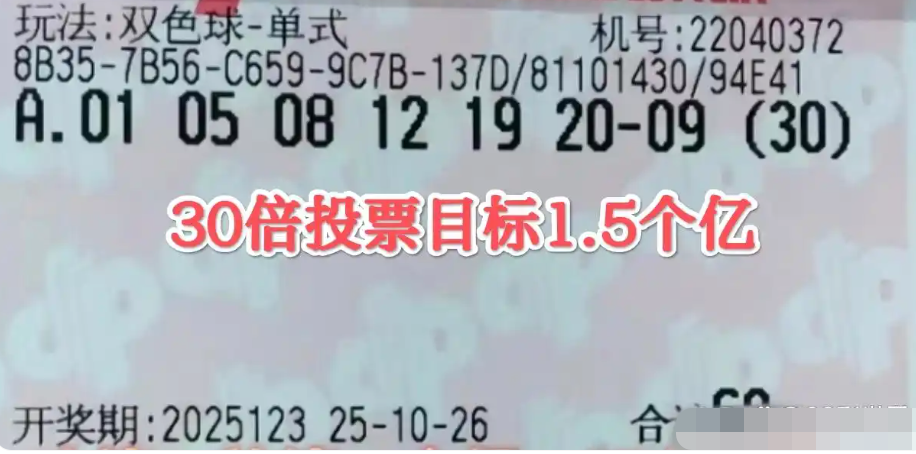 玩法:双色球-单式
机号:22040372
8B35-7B56-C659-9C7B-137D/81101430/94E41
A.01 05 08 12 19 20-09 (30)
30倍投票目标1.5个亿
开奖期:2025123 25-10-26
合